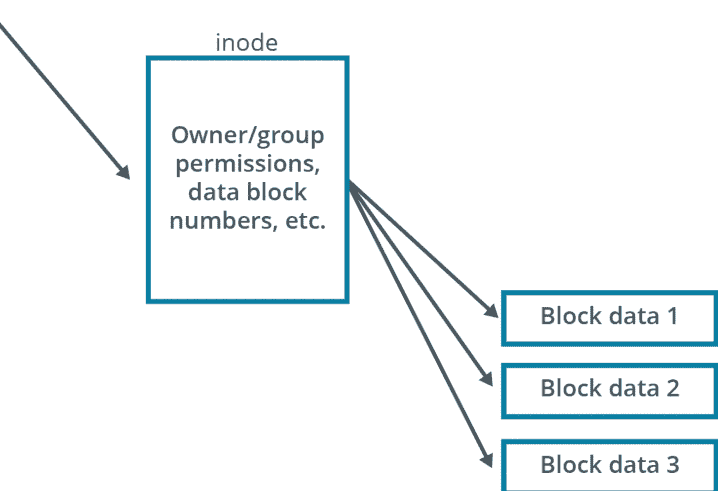 inode
Owner/group
permissions,
data block
numbers, etc.
Block data 1
Block data 2
Block data 3